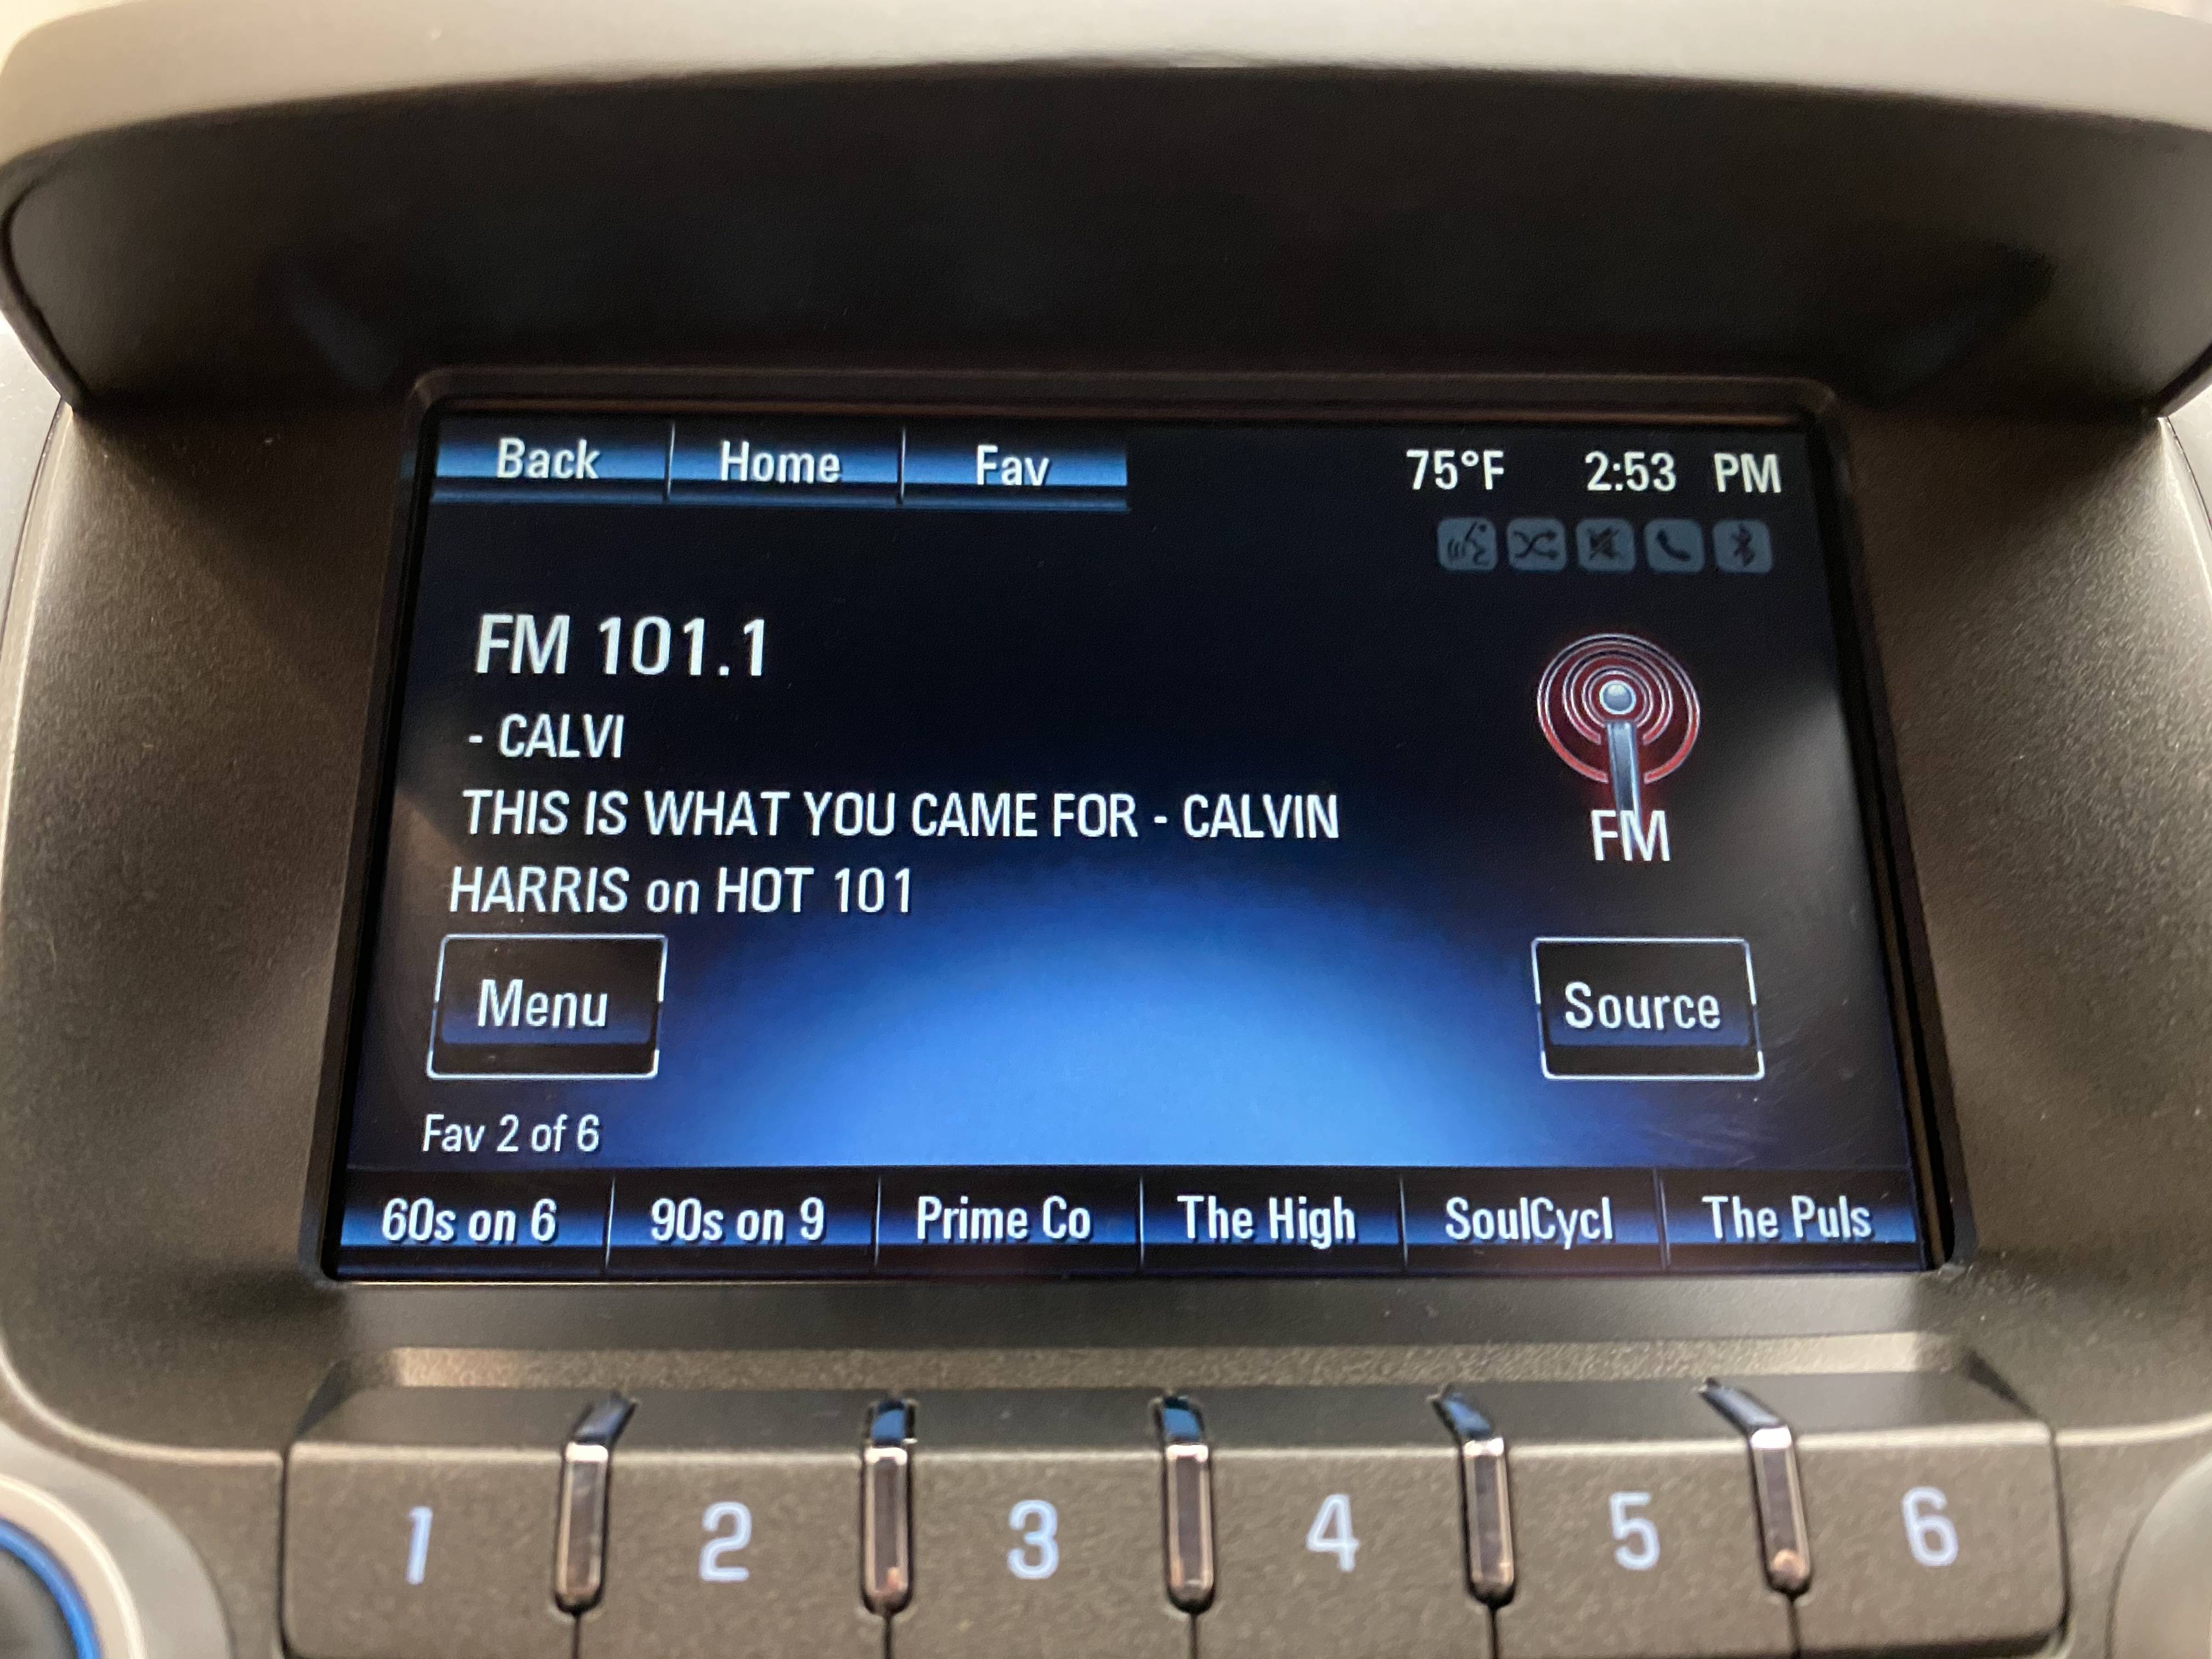 Back Home Fav 75°F 2:53 PM
FM 101.1
- CALVI
THIS IS WHAT YOU CAME FOR - CALVIN
HARRIS on HOT 101
FM
Menu Source
Fav 2 of 6
60s on 6 90s on 9 Prime Co The High SoulCycl The Puls
1 2 3 4 5 6